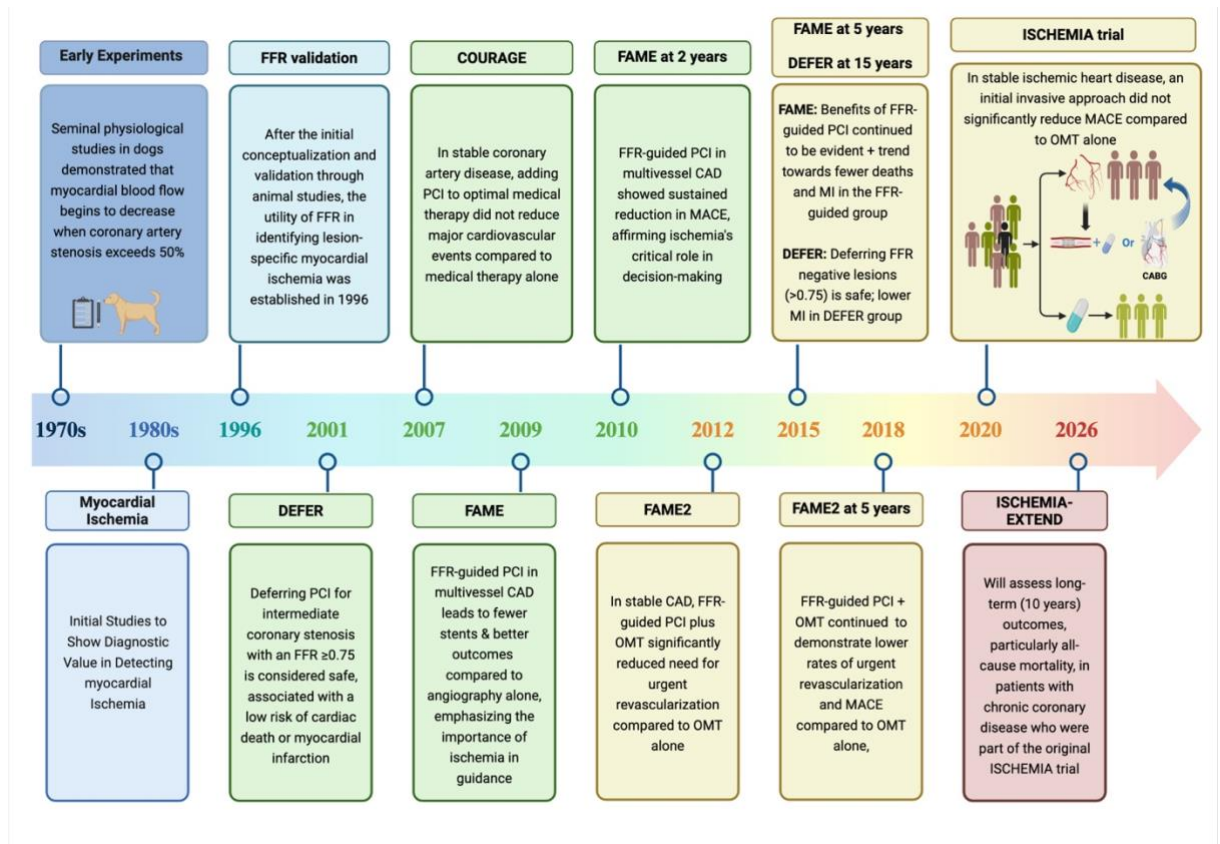 Early Experiments
Seminal physiological
studies in dogs
demonstrated that
myocardial blood flow
begins to decrease
when coronary artery
stenosis exceeds 50%
FFR validation
After the initial
conceptualization and
validation through
animal studies, the
utility of FFR in
identifying lesion-
specific myocardial
ischemia was
established in 1996
COURAGE
In stable coronary
artery disease, adding
PCI to optimal medical
therapy did not reduce
major cardiovascular
events compared to
medical therapy alone
FAME at 2 years
FFR-guided PCI in
multivessel CAD
showed sustained
reduction in MACE,
affirming ischemia's
critical role in
decision-making
FAME at 5 years
DEFER at 15 years
FAME: Benefits of FFR-
guided PCI continued
to be evident + trend
towards fewer deaths
and MI in the FFR-
guided group
DEFER: Deferring FFR
negative lesions
(>0.75) is safe; lower
MI in DEFER group
ISCHEMIA trial
In stable ischemic heart disease, an
initial invasive approach did not
significantly reduce MACE compared
to OMT alone
+ Or
CABG
1970s 1980s 1996 2001 2007 2009 2010 2012 2015 2018 2020 2026
Myocardial
Ischemia
Initial Studies to
Show Diagnostic
Value in Detecting
myocardial
Ischemia
DEFER
Deferring PCI for
intermediate
coronary stenosis
with an FFR ≥0.75
is considered safe,
associated with a
low risk of cardiac
death or myocardial
infarction
FAME
FFR-guided PCI in
multivessel CAD
leads to fewer
stents & better
outcomes
compared to
angiography alone,
emphasizing the
importance of
ischemia in
guidance
FAME2
In stable CAD, FFR-
guided PCI plus
OMT significantly
reduced need for
urgent
revascularization
compared to OMT
alone
FAME2 at 5 years
FFR-guided PCI +
OMT continued to
demonstrate lower
rates of urgent
revascularization
and MACE
compared to OMT
alone,
ISCHEMIA-
EXTEND
Will assess long-
term (10 years)
outcomes,
particularly all-
cause mortality, in
patients with
chronic coronary
disease who were
part of the original
ISCHEMIA trial